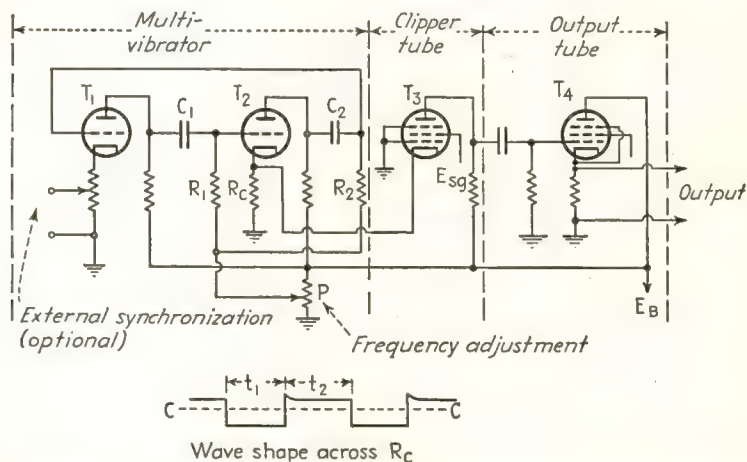 Multi-
vibrator
Clipper
tube
Output
tube
T1
C1
T2
C2
T3
T4
R1
RC
R2
Esg
Output
P
EB
External synchronization
(optional)
Frequency adjustment
t1
t2
C
C
Wave shape across RC